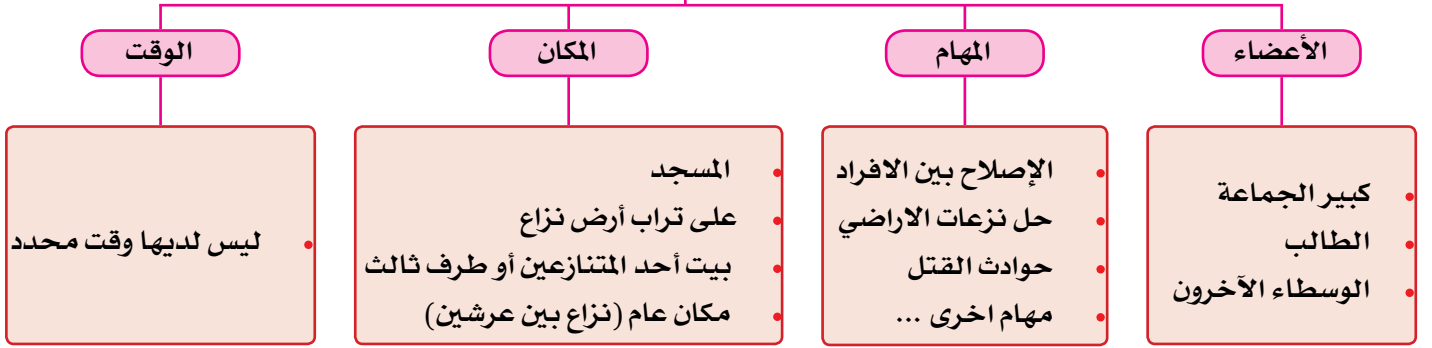 الأعضاء
المهام
المكان
الوقت
كبير الجماعة
الطالب
الوسطاء الآخرون
الإصلاح بين الافراد
حل نزعات الاراضي
حوادث القتل
مهام اخرى ...
المسجد
على تراب أرض نزاع
بيت أحد المتنازعين أو طرف ثالث
مكان عام (نزاع بين عرشين)
ليس لديها وقت محدد